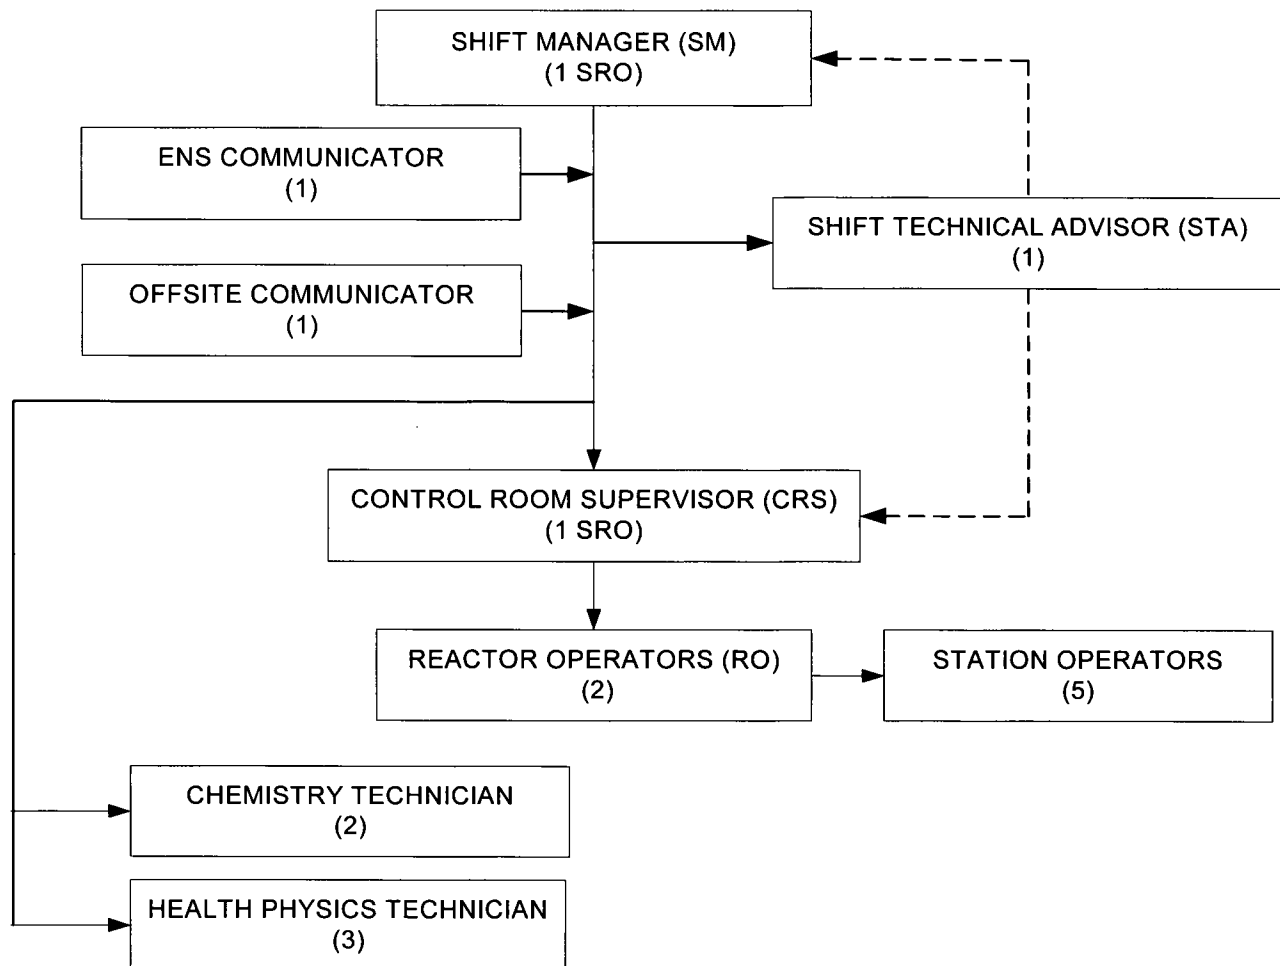 SHIFT MANAGER (SM)
(1 SRO)
ENS COMMUNICATOR
(1)
SHIFT TECHNICAL ADVISOR (STA)
(1)
OFFSITE COMMUNICATOR
(1)
CONTROL ROOM SUPERVISOR (CRS)
(1 SRO)
REACTOR OPERATORS (RO)
(2)
STATION OPERATORS
(5)
CHEMISTRY TECHNICIAN
(2)
HEALTH PHYSICS TECHNICIAN
(3)